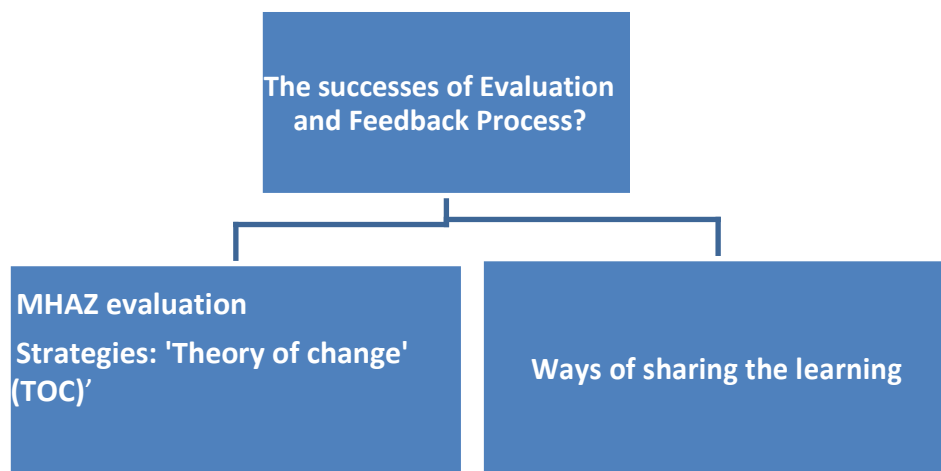 The successes of Evaluation
and Feedback Process?
MHAZ evaluation
Strategies: 'Theory of change'
(TOC)’
Ways of sharing the learning